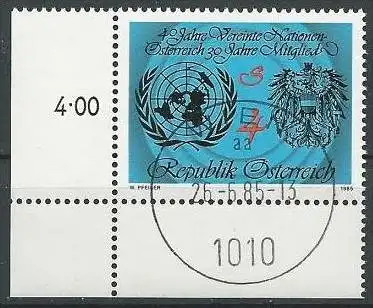 40 Jahre Vereinte Nationen-
Österreich 30 Jahre Mitglied
4·00
S
4
aa
Republik Österreich
W. PFEILER 1985
26.-6.85-13
1010